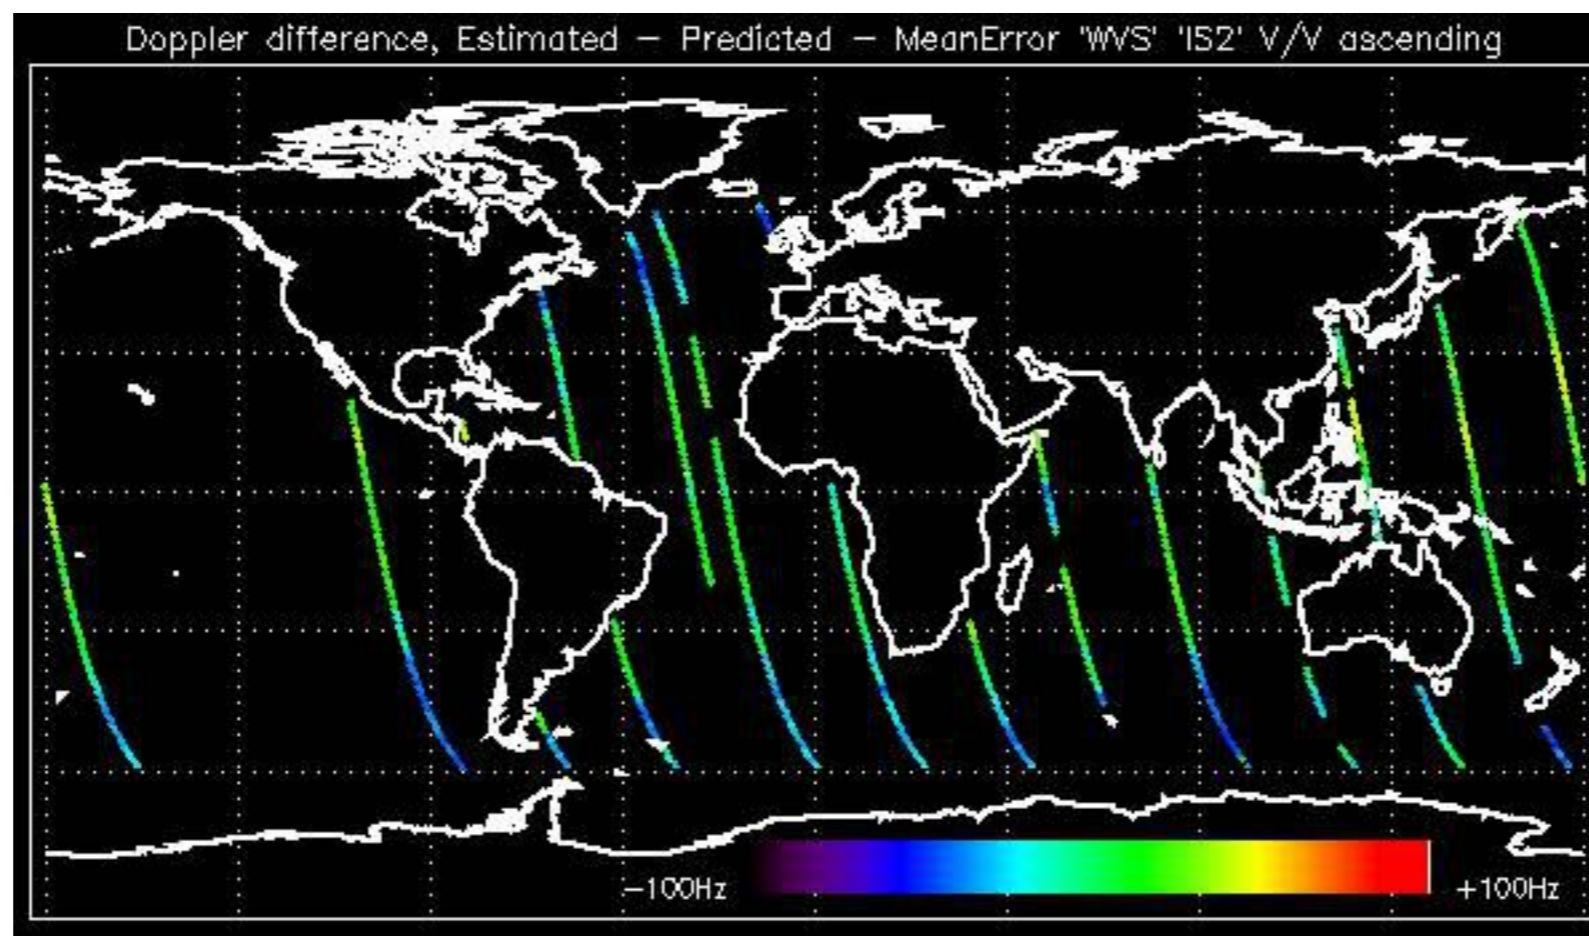 Doppler difference, Estimated – Predicted – MeanError 'WVS' 'IS2' V/V ascending
–100Hz +100Hz